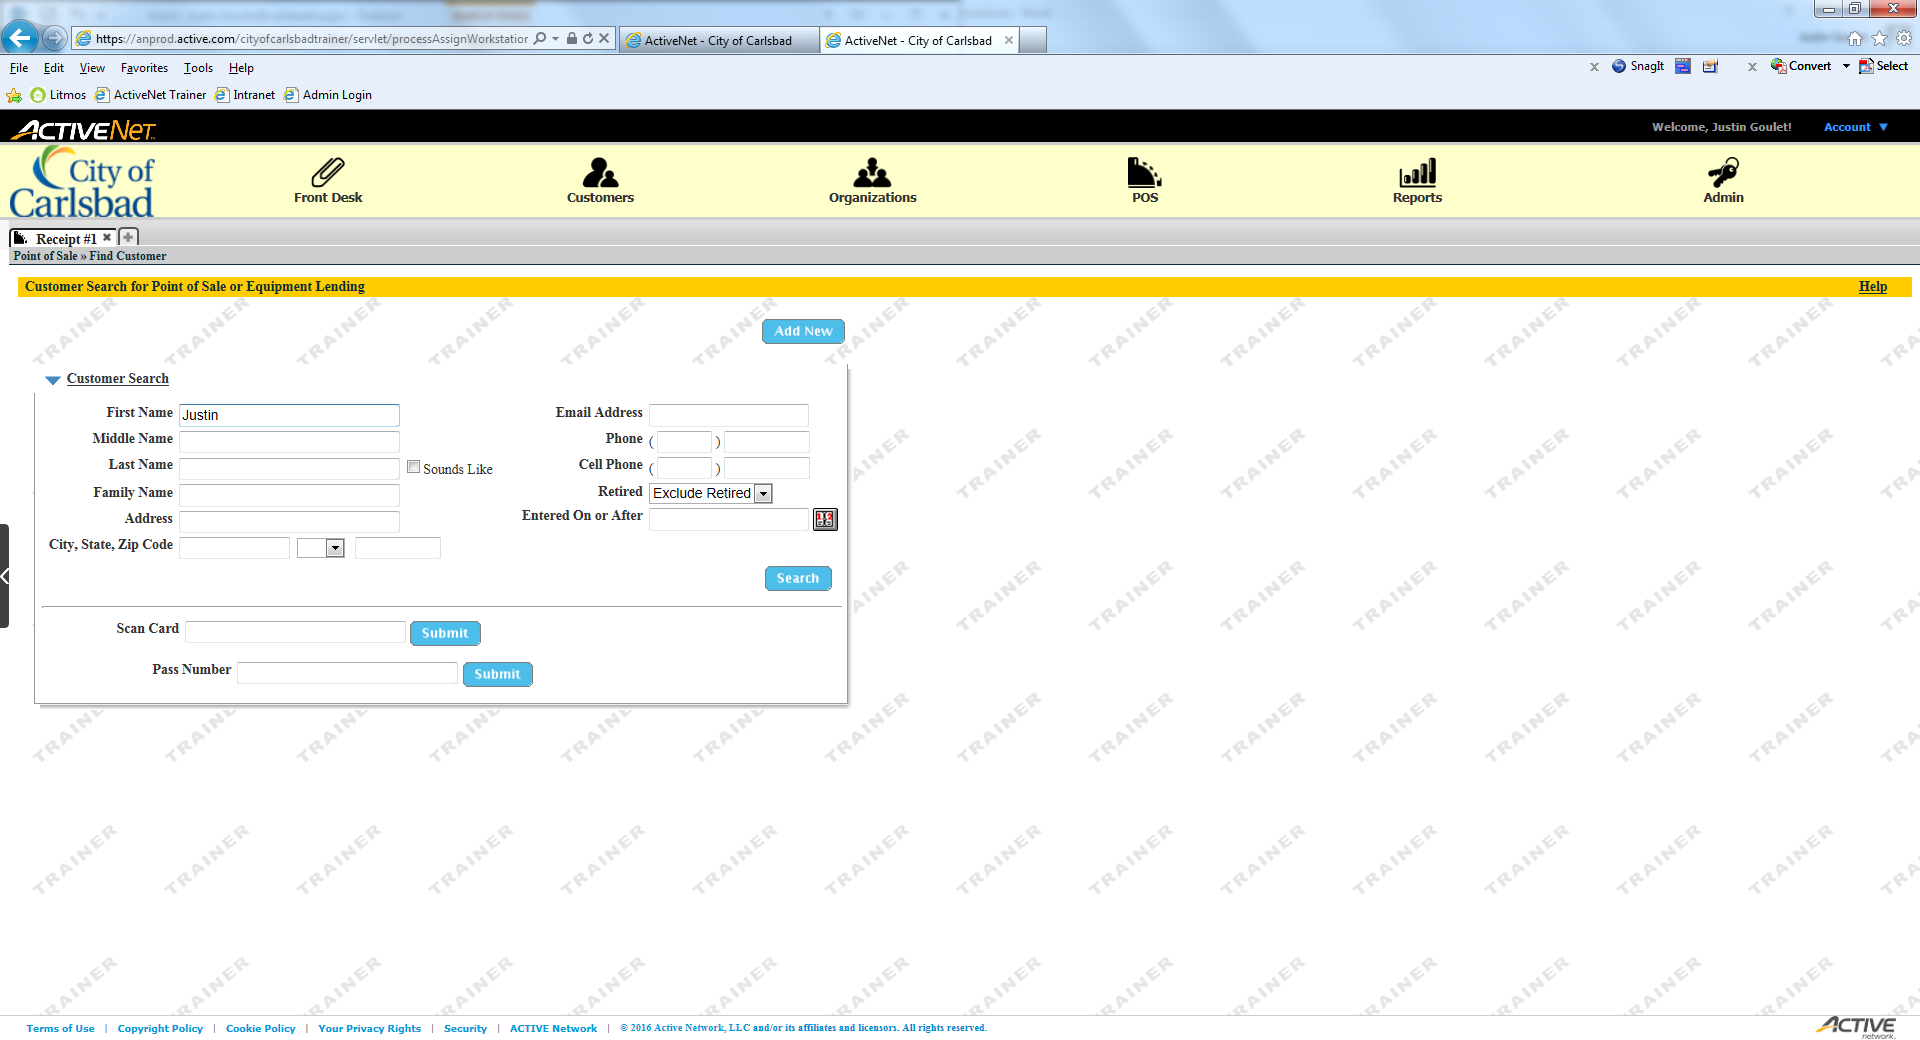 https://anprod.active.com/cityofcarlsbadtrainer/servlet/processAssignWorkstation
ActiveNet - City of Carlsbad
ActiveNet - City of Carlsbad
File Edit View Favorites Tools Help
SnagIt Convert Select
Litmos ActiveNet Trainer Intranet Admin Login
ACTIVENet
Welcome, Justin Goulet! Account
City of
Carlsbad
Front Desk Customers Organizations POS Reports Admin
Receipt #1
Point of Sale » Find Customer
Customer Search for Point of Sale or Equipment Lending Help
Add New
Customer Search
First Name Justin Email Address
Middle Name Phone ( )
Last Name Sounds Like Cell Phone ( )
Family Name Retired Exclude Retired
Address Entered On or After
City, State, Zip Code
Search
Scan Card Submit
Pass Number Submit
TRAINER
Terms of Use | Copyright Policy | Cookie Policy | Your Privacy Rights | Security | ACTIVE Network | © 2016 Active Network, LLC and/or its affiliates and licensors. All rights reserved.
ACTIVE
network.